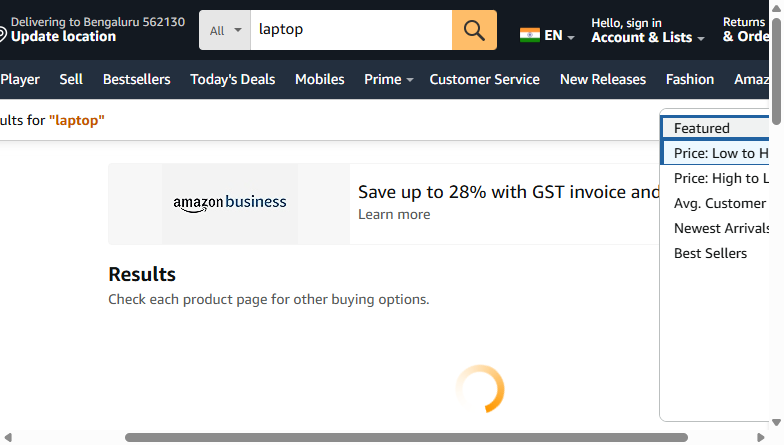 Delivering to Bengaluru 562130
Update location
All
laptop
EN
Hello, sign in
Account & Lists
Returns
& Orde
Player Sell Bestsellers Today's Deals Mobiles Prime Customer Service New Releases Fashion Amaz
ults for "laptop"
Featured
Price: Low to H
Price: High to L
Avg. Customer
Newest Arrivals
Best Sellers
amazon business
Save up to 28% with GST invoice and
Learn more
Results
Check each product page for other buying options.